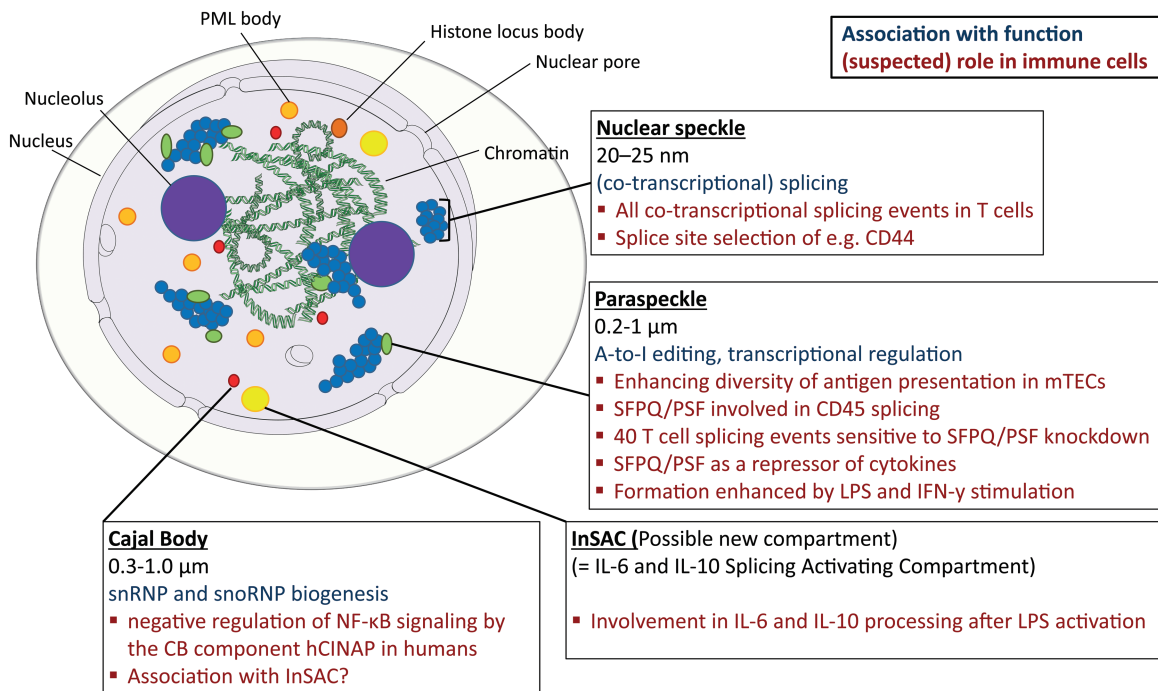 PML body
Histone locus body
Nuclear pore
Nucleolus
Nucleus
Chromatin
Association with function
(suspected) role in immune cells
Nuclear speckle
20–25 nm
(co-transcriptional) splicing
▪ All co-transcriptional splicing events in T cells
▪ Splice site selection of e.g. CD44
Paraspeckle
0.2-1 µm
A-to-I editing, transcriptional regulation
▪ Enhancing diversity of antigen presentation in mTECs
▪ SFPQ/PSF involved in CD45 splicing
▪ 40 T cell splicing events sensitive to SFPQ/PSF knockdown
▪ SFPQ/PSF as a repressor of cytokines
▪ Formation enhanced by LPS and IFN-y stimulation
Cajal Body
0.3-1.0 µm
snRNP and snoRNP biogenesis
▪ negative regulation of NF-κB signaling by
the CB component hCINAP in humans
▪ Association with InSAC?
InSAC (Possible new compartment)
(= IL-6 and IL-10 Splicing Activating Compartment)
▪ Involvement in IL-6 and IL-10 processing after LPS activation